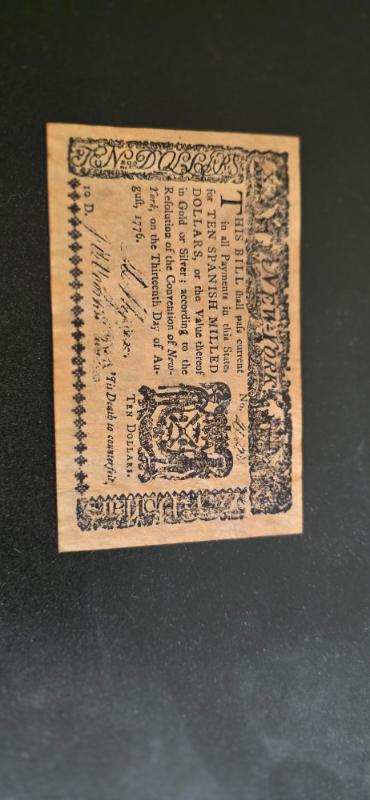 NEW-YORK
No.
THIS BILL ſhall paſs current
in all Payments in this State,
for TEN SPANISH MILLED
DOLLARS, or the Value thereof
in Gold or Silver; according to the
Reſolution of the Convention of New-
York, on the Thirteenth Day of Au-
guſt, 1776.
TEN DOLLARS.
10 D.
'Tis Death to counterfeit,
Dollars